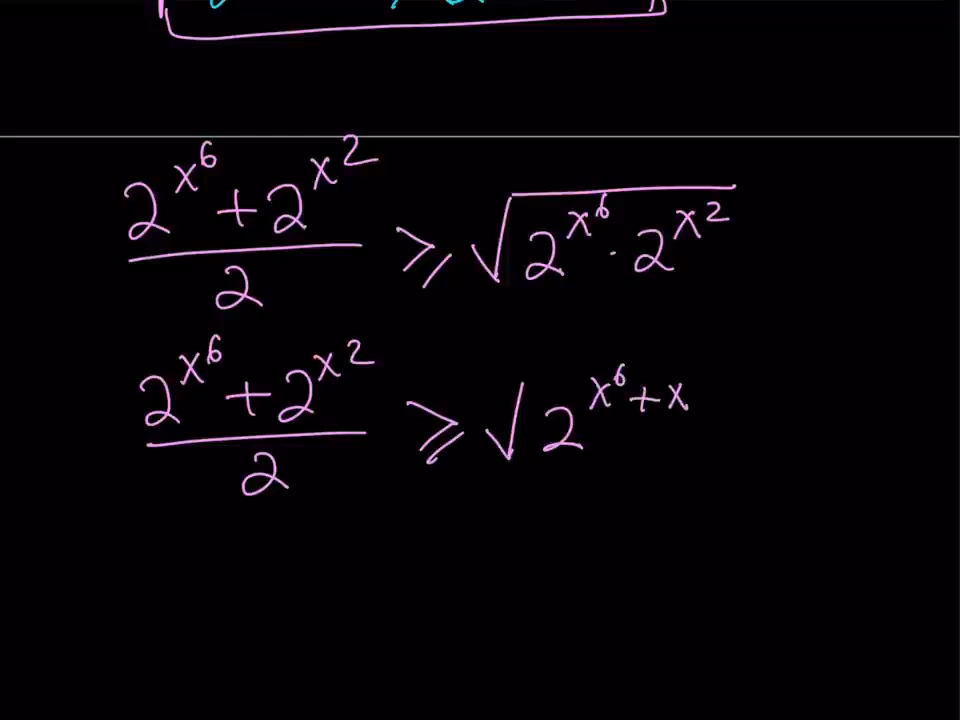 2^{x^6} + 2^{x^2} / 2 ≥ √(2^{x^6} · 2^{x^2})
2^{x^6} + 2^{x^2} / 2 ≥ √2^{x^6 + x}